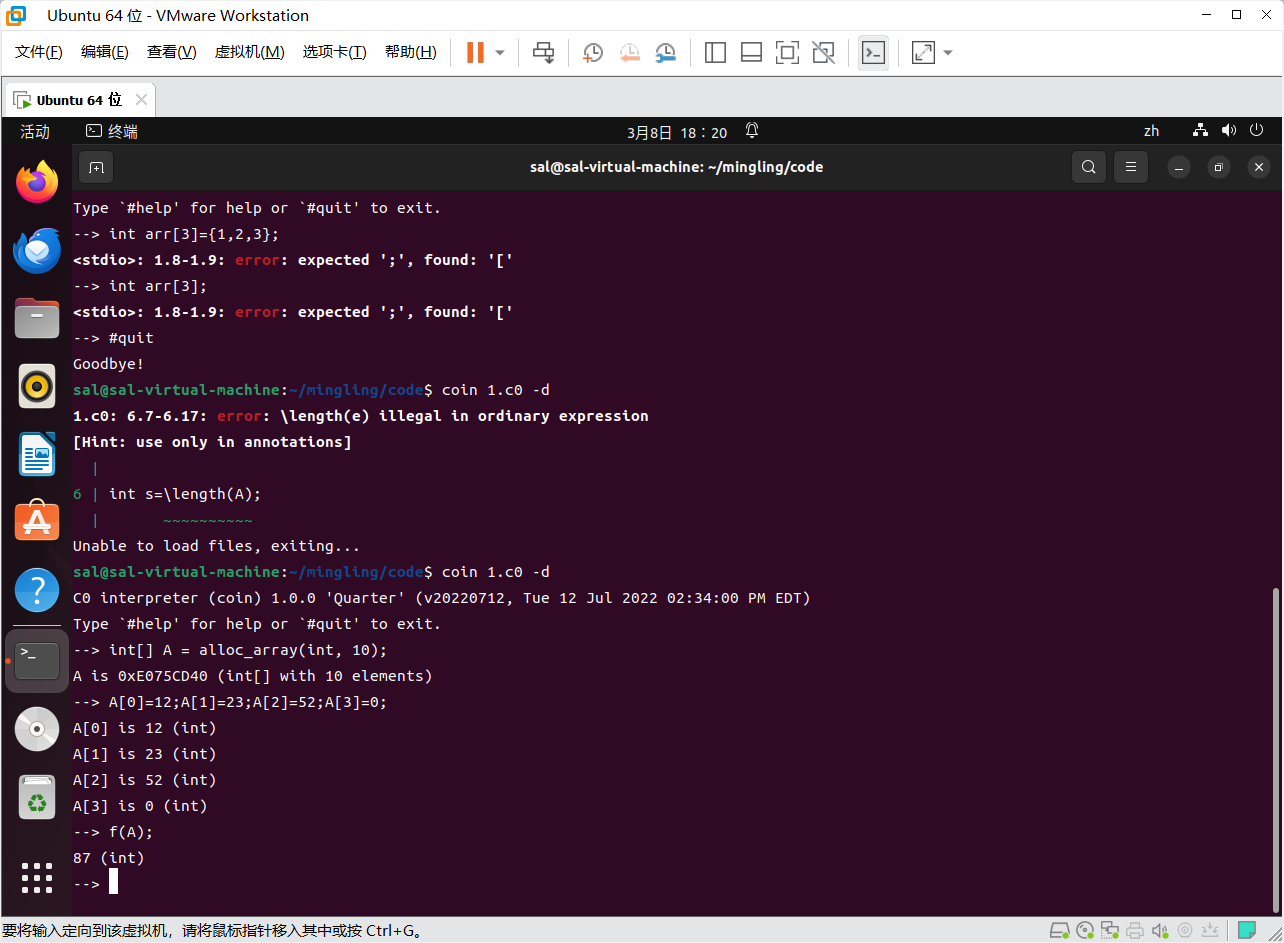 Ubuntu 64 位 - VMware Workstation
文件(F) 编辑(E) 查看(V) 虚拟机(M) 选项卡(T) 帮助(H)
Ubuntu 64 位
活动 终端 3月8日 18：20 zh
sal@sal-virtual-machine: ~/mingling/code
Type `#help' for help or `#quit' to exit.
--> int arr[3]={1,2,3};
<stdio>: 1.8-1.9: error: expected ';', found: '['
--> int arr[3];
<stdio>: 1.8-1.9: error: expected ';', found: '['
--> #quit
Goodbye!
sal@sal-virtual-machine:~/mingling/code$ coin 1.c0 -d
1.c0: 6.7-6.17: error: \length(e) illegal in ordinary expression
[Hint: use only in annotations]
|
6 | int s=\length(A);
| ~~~~~~~~~~
Unable to load files, exiting...
sal@sal-virtual-machine:~/mingling/code$ coin 1.c0 -d
C0 interpreter (coin) 1.0.0 'Quarter' (v20220712, Tue 12 Jul 2022 02:34:00 PM EDT)
Type `#help' for help or `#quit' to exit.
--> int[] A = alloc_array(int, 10);
A is 0xE075CD40 (int[] with 10 elements)
--> A[0]=12;A[1]=23;A[2]=52;A[3]=0;
A[0] is 12 (int)
A[1] is 23 (int)
A[2] is 52 (int)
A[3] is 0 (int)
--> f(A);
87 (int)
-->
要将输入定向到该虚拟机，请将鼠标指针移入其中或按 Ctrl+G。